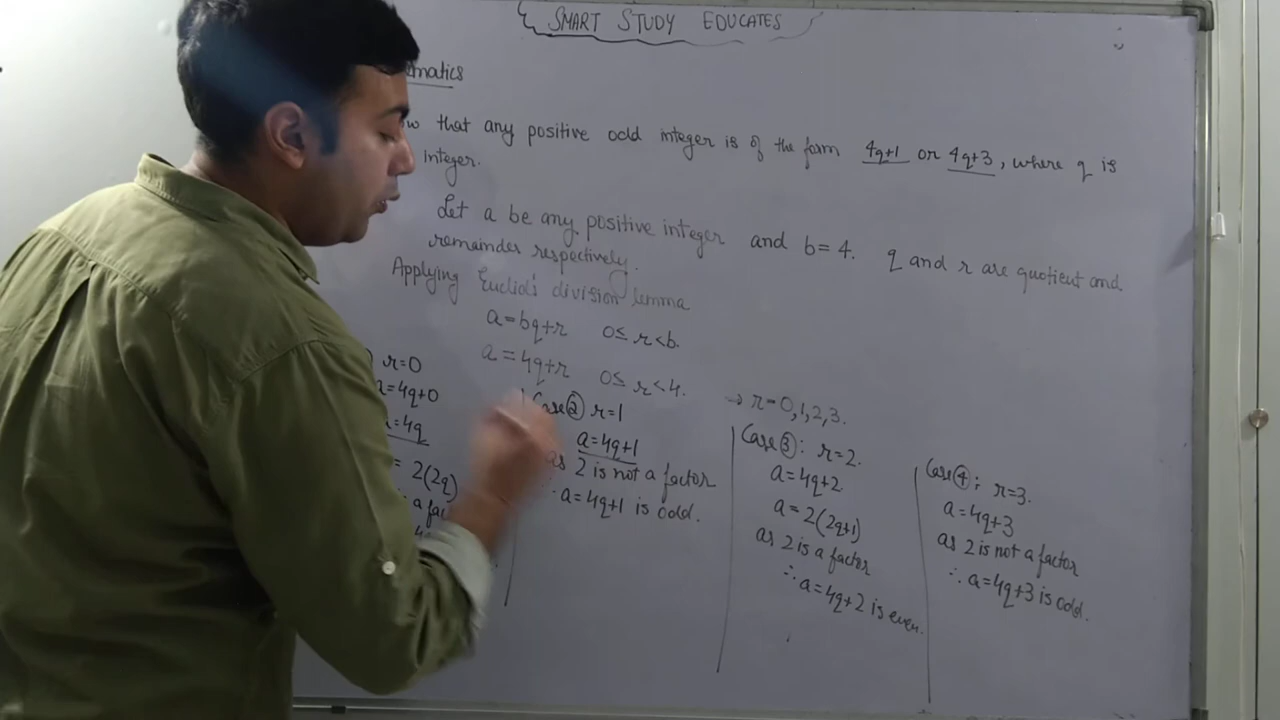 SMART STUDY EDUCATES
matics
w that any positive odd integer is of the form 4q+1 or 4q+3, where q is
integer.
Let a be any positive integer and b=4. q and r are quotient and
remainder respectively.
Applying Euclid's division lemma
a=bq+r 0≤ r<b.
a=4q+r 0≤ r<4.
→ r=0,1,2,3.
r=0
a=4q+0
a=4q
= 2(2q)
a fa
Case② r=1
a=4q+1
as 2 is not a factor
∴ a=4q+1 is odd.
Case③: r=2.
a=4q+2
a=2(2q+1)
as 2 is a factor
∴ a=4q+2 is even.
Case④: r=3.
a=4q+3
as 2 is not a factor
∴ a=4q+3 is odd.